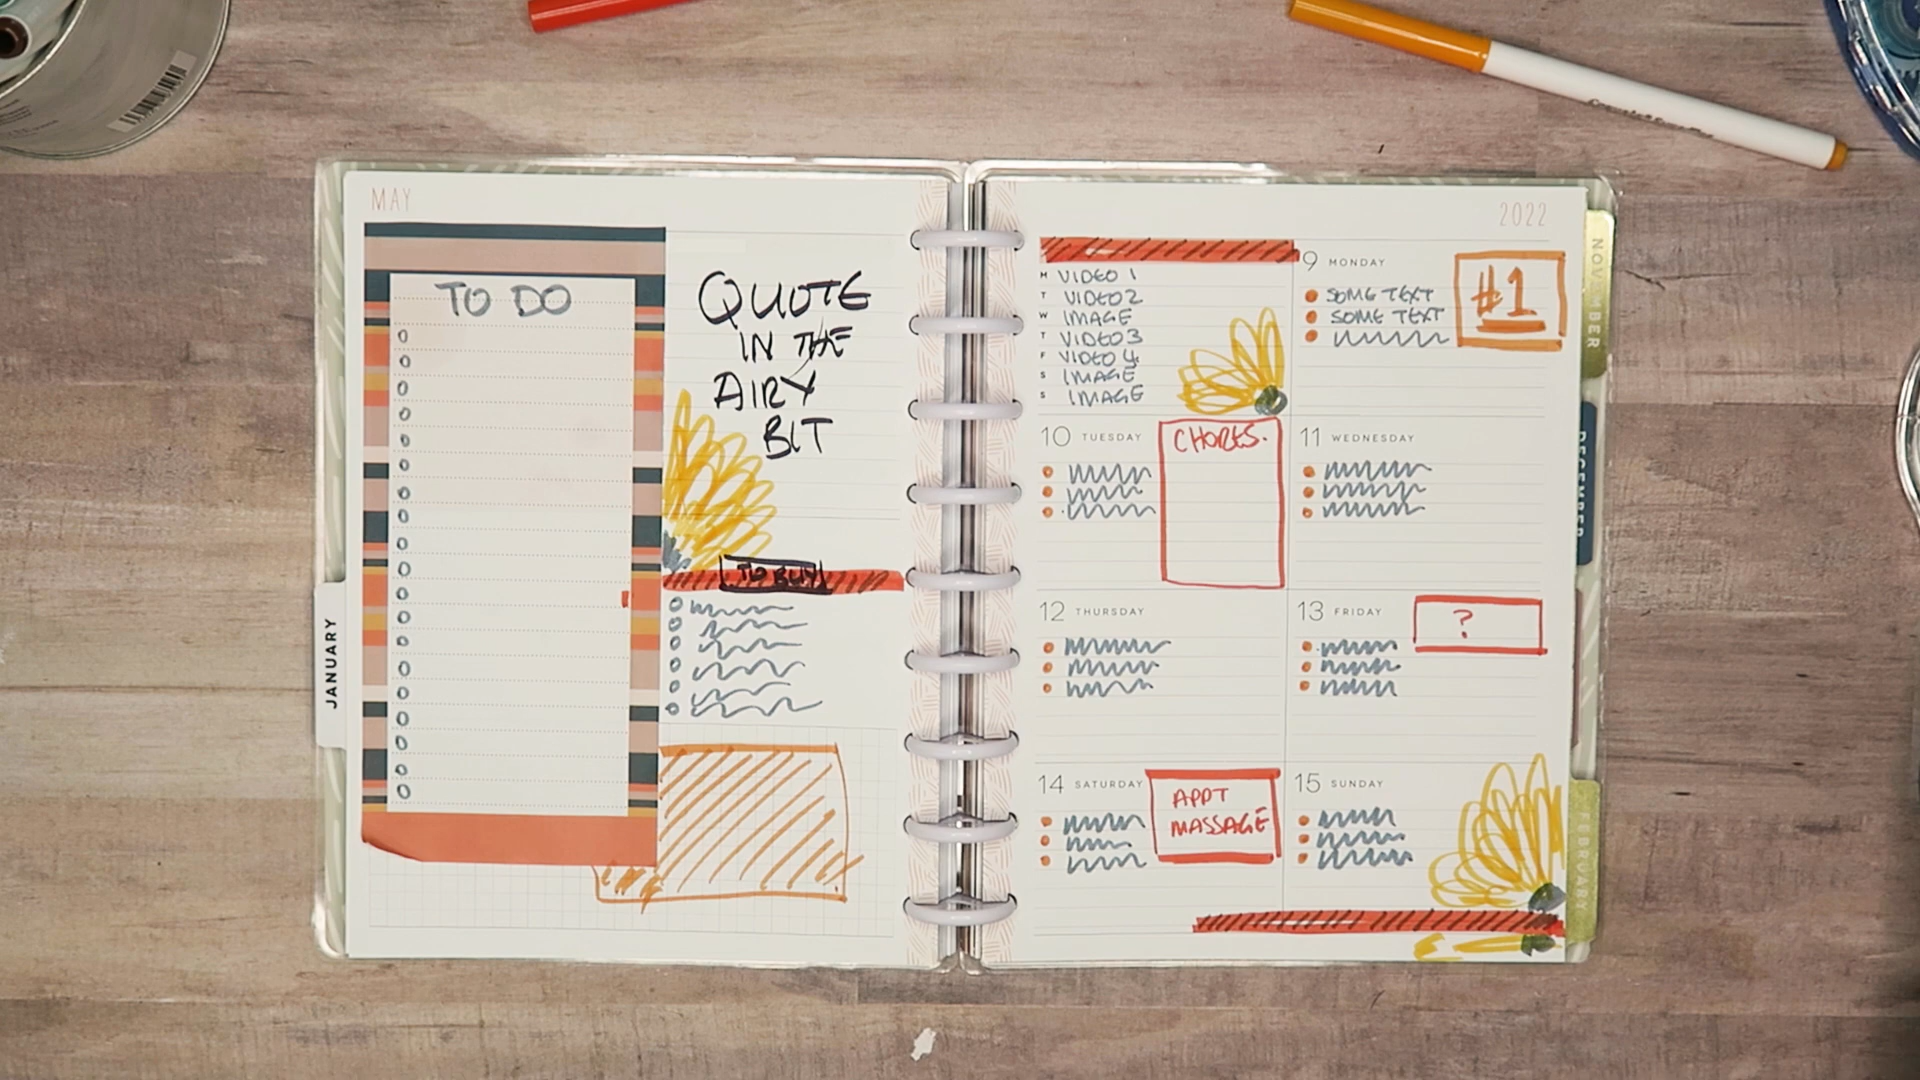 MAY
TO DO
QUOTE
IN THE
AIRY
BIT
TO BUY
JANUARY
2022
M VIDEO 1
T VIDEO 2
W IMAGE
T VIDEO 3
F VIDEO 4
S IMAGE
S IMAGE
9 MONDAY
SOME TEXT
SOME TEXT
#1
10 TUESDAY
CHORES.
11 WEDNESDAY
12 THURSDAY
13 FRIDAY
?
14 SATURDAY
APPT
MASSAGE
15 SUNDAY
NOVEMBER
DECEMBER
FEBRUARY